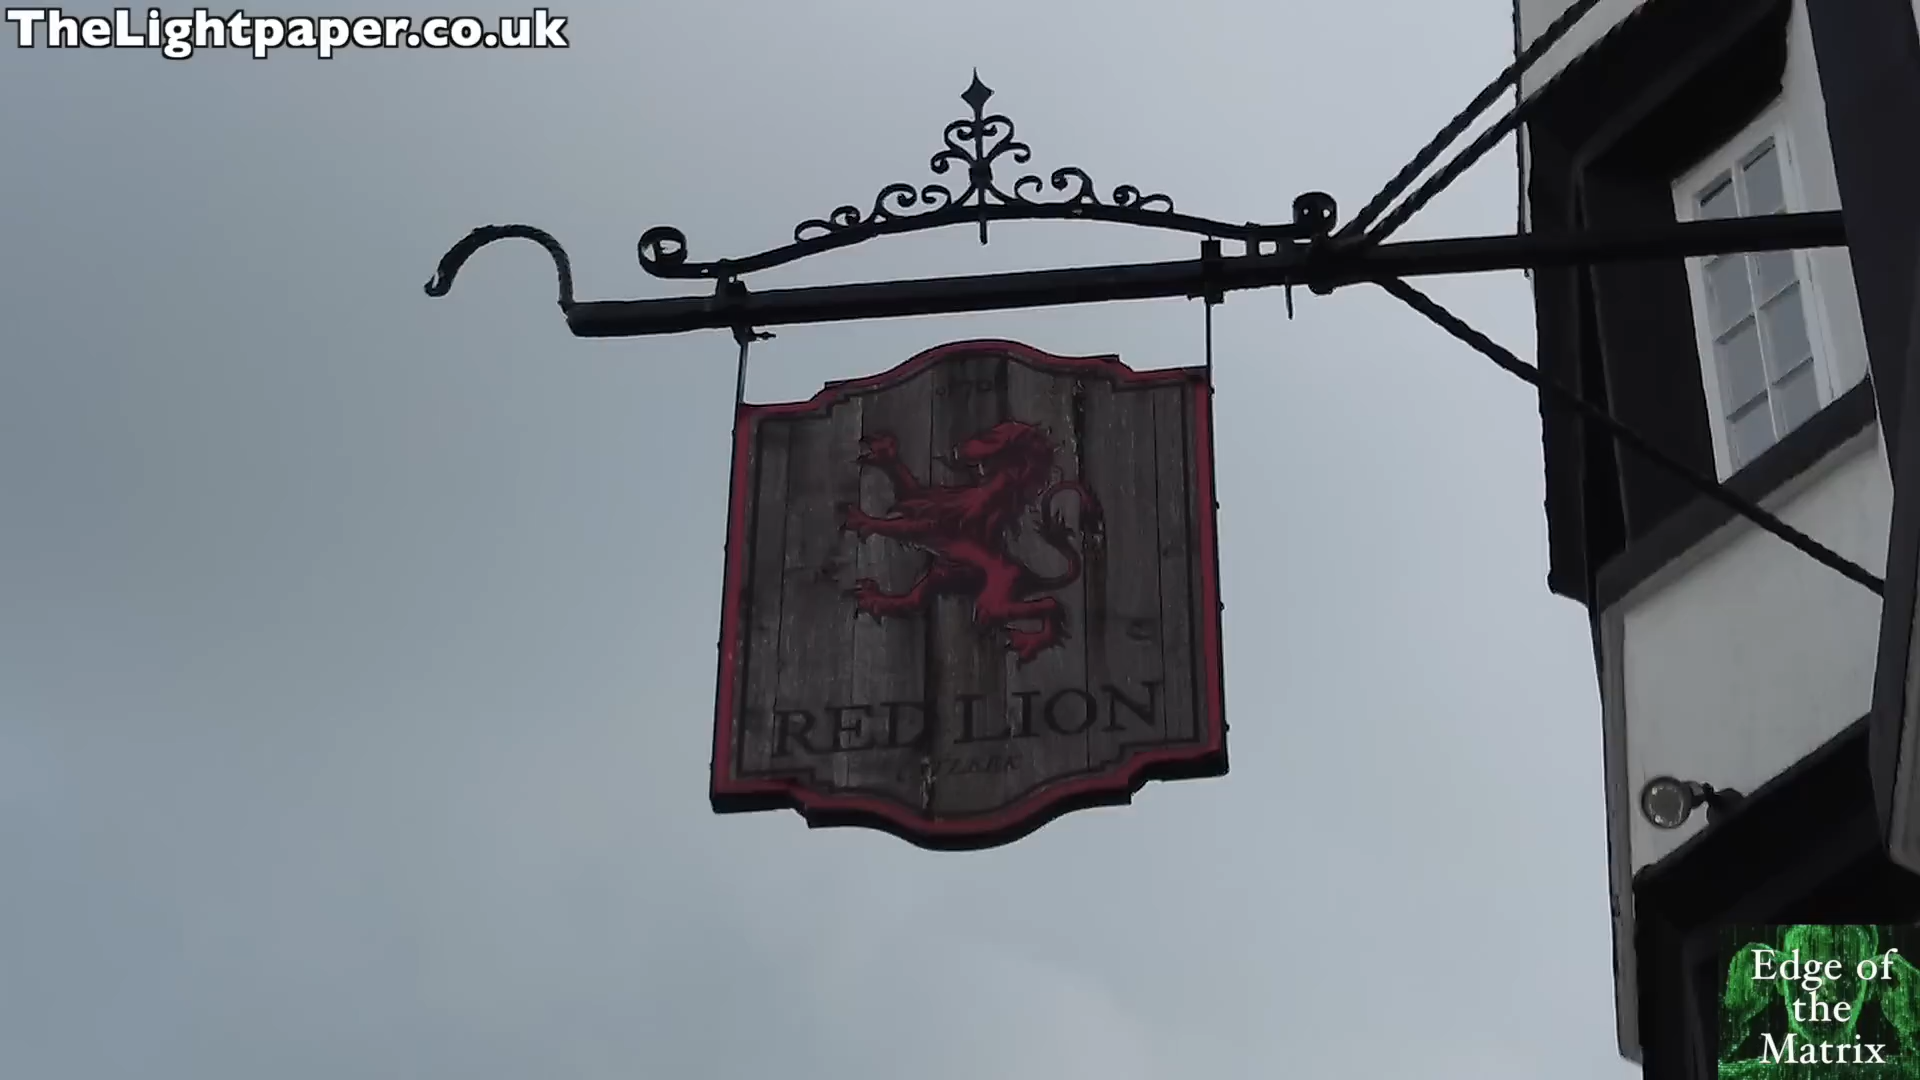 TheLightpaper.co.uk
RED LION
Edge of
the
Matrix